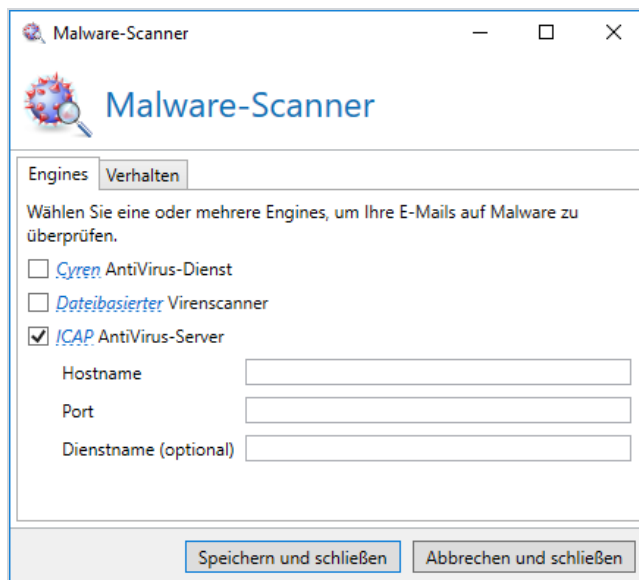 Malware-Scanner
Malware-Scanner
Engines
Verhalten
Wählen Sie eine oder mehrere Engines, um Ihre E-Mails auf Malware zu
überprüfen.
Cyren AntiVirus-Dienst
Dateibasierter Virenscanner
ICAP AntiVirus-Server
Hostname
Port
Dienstname (optional)
Speichern und schließen
Abbrechen und schließen